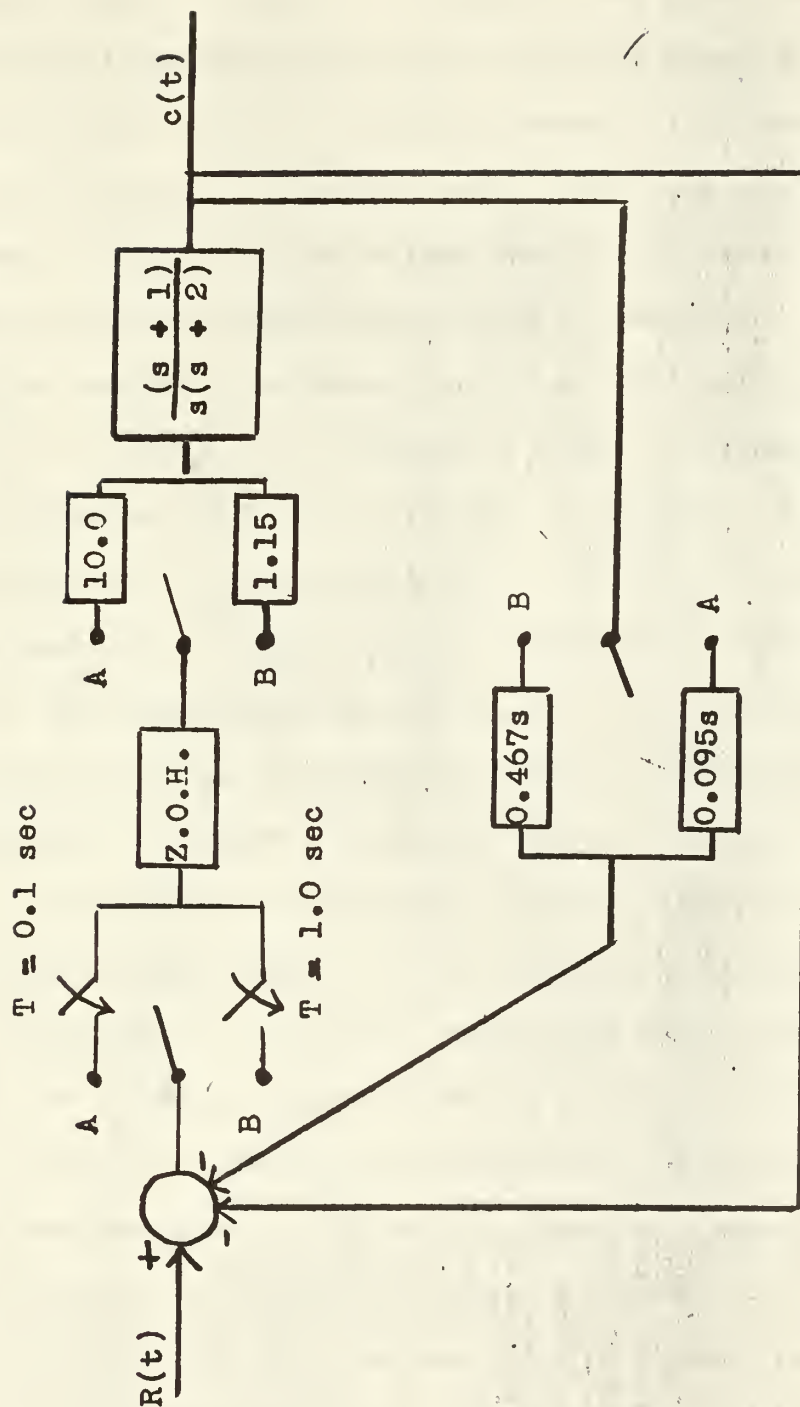 R(t)
+
-
-
A
B
T = 0.1 sec
T = 1.0 sec
Z.O.H.
A
B
10.0
1.15
(s + 1)
s(s + 2)
c(t)
0.467s
B
0.095s
A